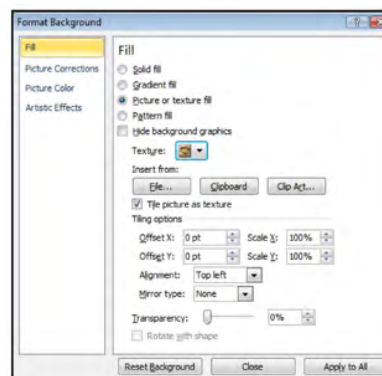 Format Background
Fill
Picture Corrections
Picture Color
Artistic Effects
Fill
Solid fill
Gradient fill
Picture or texture fill
Pattern fill
Hide background graphics
Texture:
Insert from:
File... Clipboard Clip Art...
Tile picture as texture
Tiling options
Offset X: 0 pt Scale X: 100%
Offset Y: 0 pt Scale Y: 100%
Alignment: Top left
Mirror type: None
Transparency: 0%
Rotate with shape
Reset Background Close Apply to All